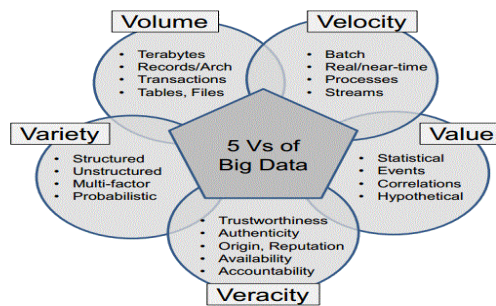 Volume
• Terabytes
• Records/Arch
• Transactions
• Tables, Files
Velocity
• Batch
• Real/near-time
• Processes
• Streams
Variety
• Structured
• Unstructured
• Multi-factor
• Probabilistic
5 Vs of
Big Data
Value
• Statistical
• Events
• Correlations
• Hypothetical
• Trustworthiness
• Authenticity
• Origin, Reputation
• Availability
• Accountability
Veracity